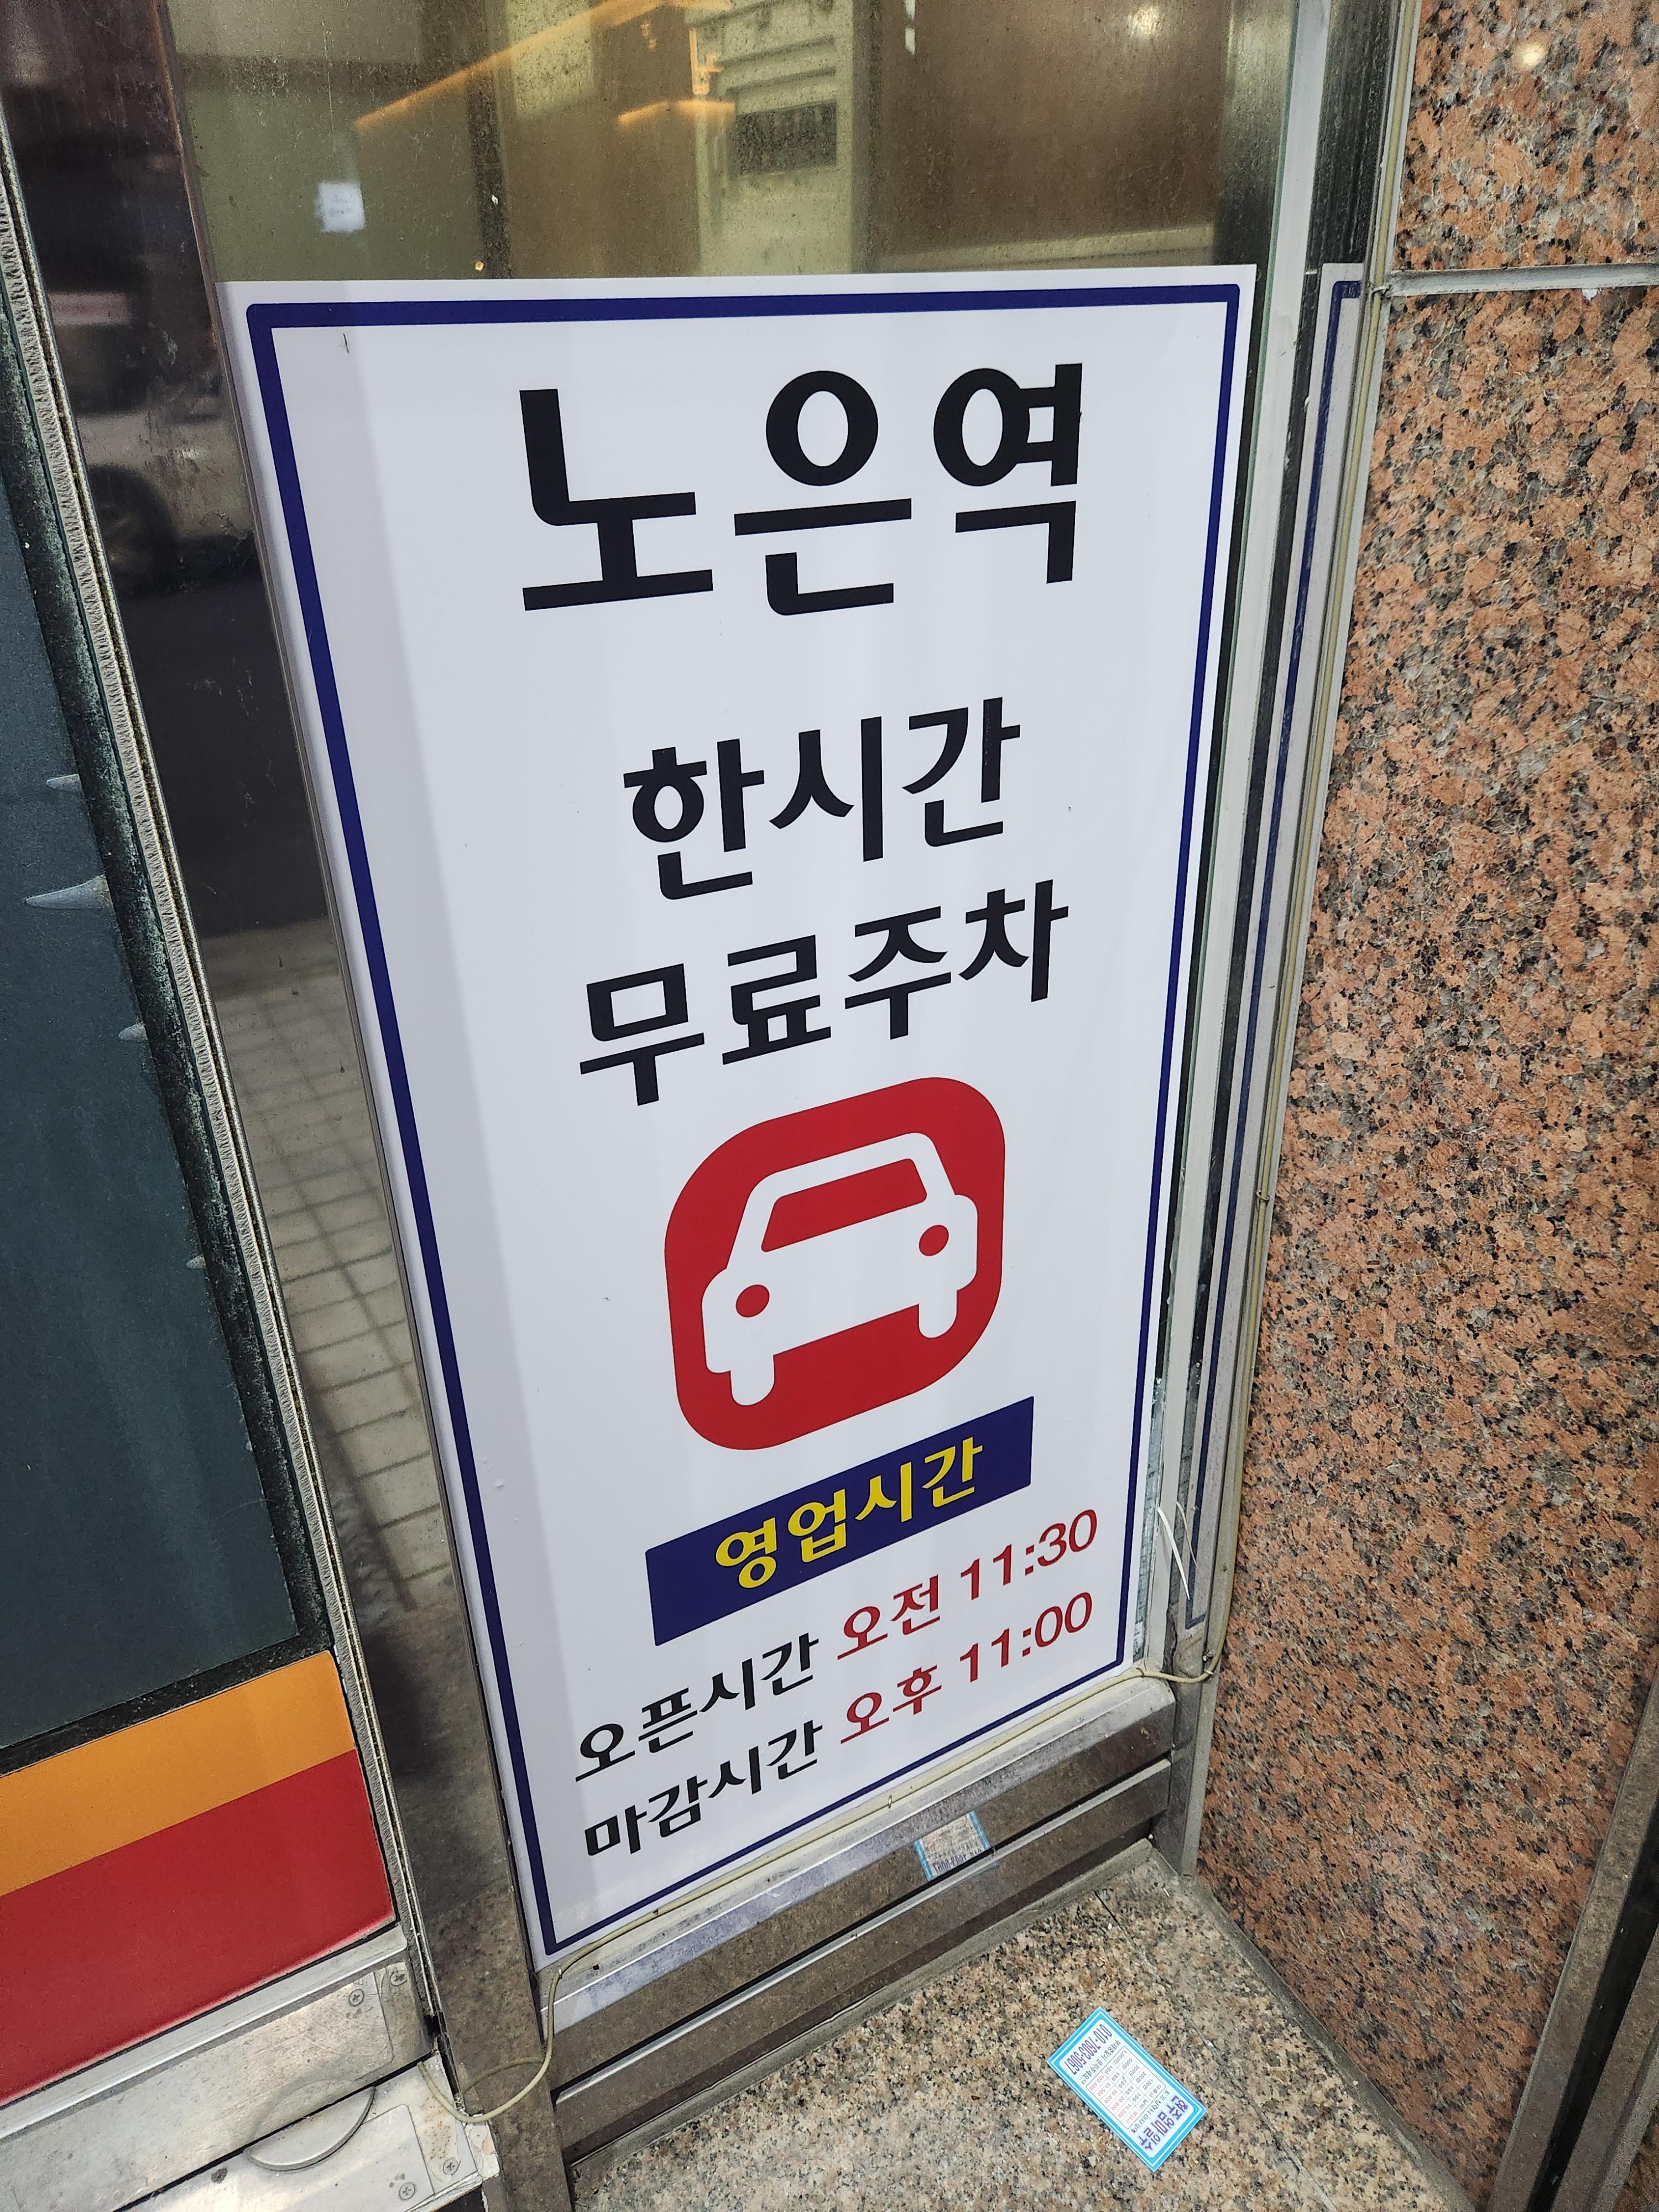 노은역
한시간
무료주차
영업시간
오픈시간 오전 11:30
마감시간 오후 11:00